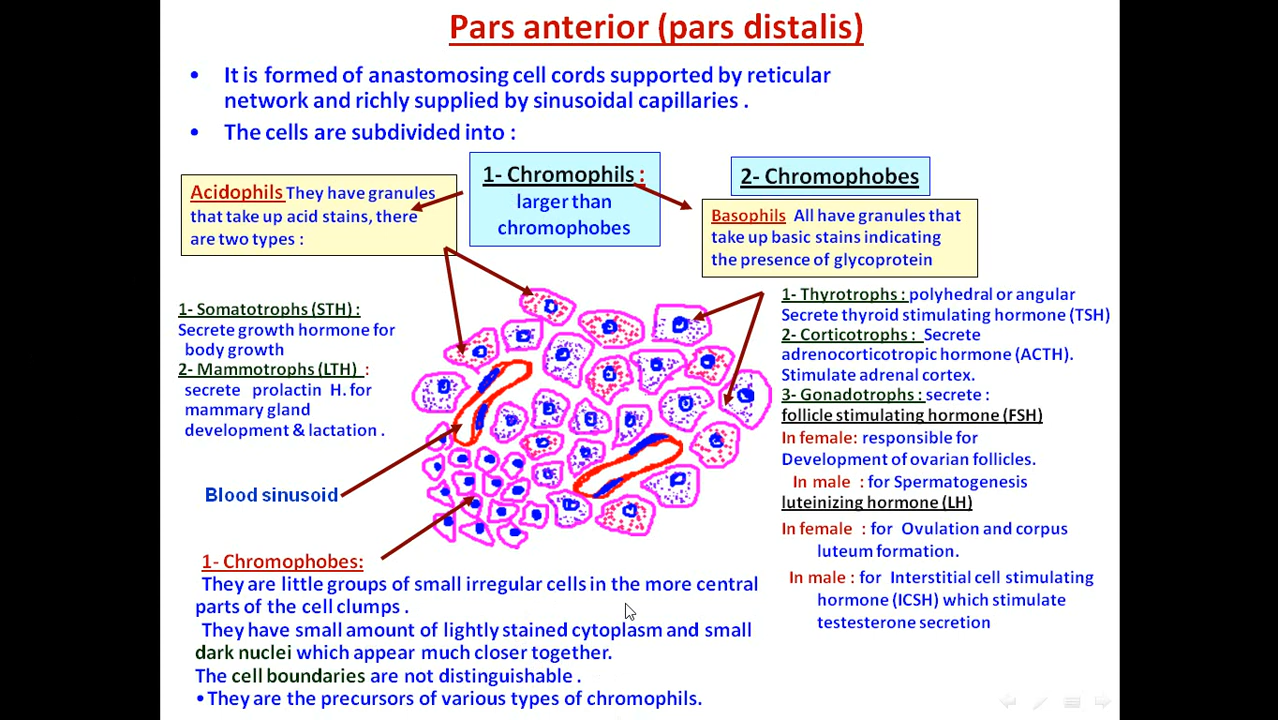 Pars anterior (pars distalis)
• It is formed of anastomosing cell cords supported by reticular
network and richly supplied by sinusoidal capillaries .
• The cells are subdivided into :
1- Chromophils :
larger than
chromophobes
2- Chromophobes
Acidophils They have granules
that take up acid stains, there
are two types :
Basophils All have granules that
take up basic stains indicating
the presence of glycoprotein
1- Somatotrophs (STH) :
Secrete growth hormone for
body growth
2- Mammotrophs (LTH) :
secrete prolactin H. for
mammary gland
development & lactation .
Blood sinusoid
1- Thyrotrophs : polyhedral or angular
Secrete thyroid stimulating hormone (TSH)
2- Corticotrophs : Secrete
adrenocorticotropic hormone (ACTH).
Stimulate adrenal cortex.
3- Gonadotrophs : secrete :
follicle stimulating hormone (FSH)
In female: responsible for
Development of ovarian follicles.
In male : for Spermatogenesis
luteinizing hormone (LH)
In female : for Ovulation and corpus
luteum formation.
In male : for Interstitial cell stimulating
hormone (ICSH) which stimulate
testesterone secretion
1- Chromophobes:
They are little groups of small irregular cells in the more central
parts of the cell clumps .
They have small amount of lightly stained cytoplasm and small
dark nuclei which appear much closer together.
The cell boundaries are not distinguishable .
• They are the precursors of various types of chromophils.